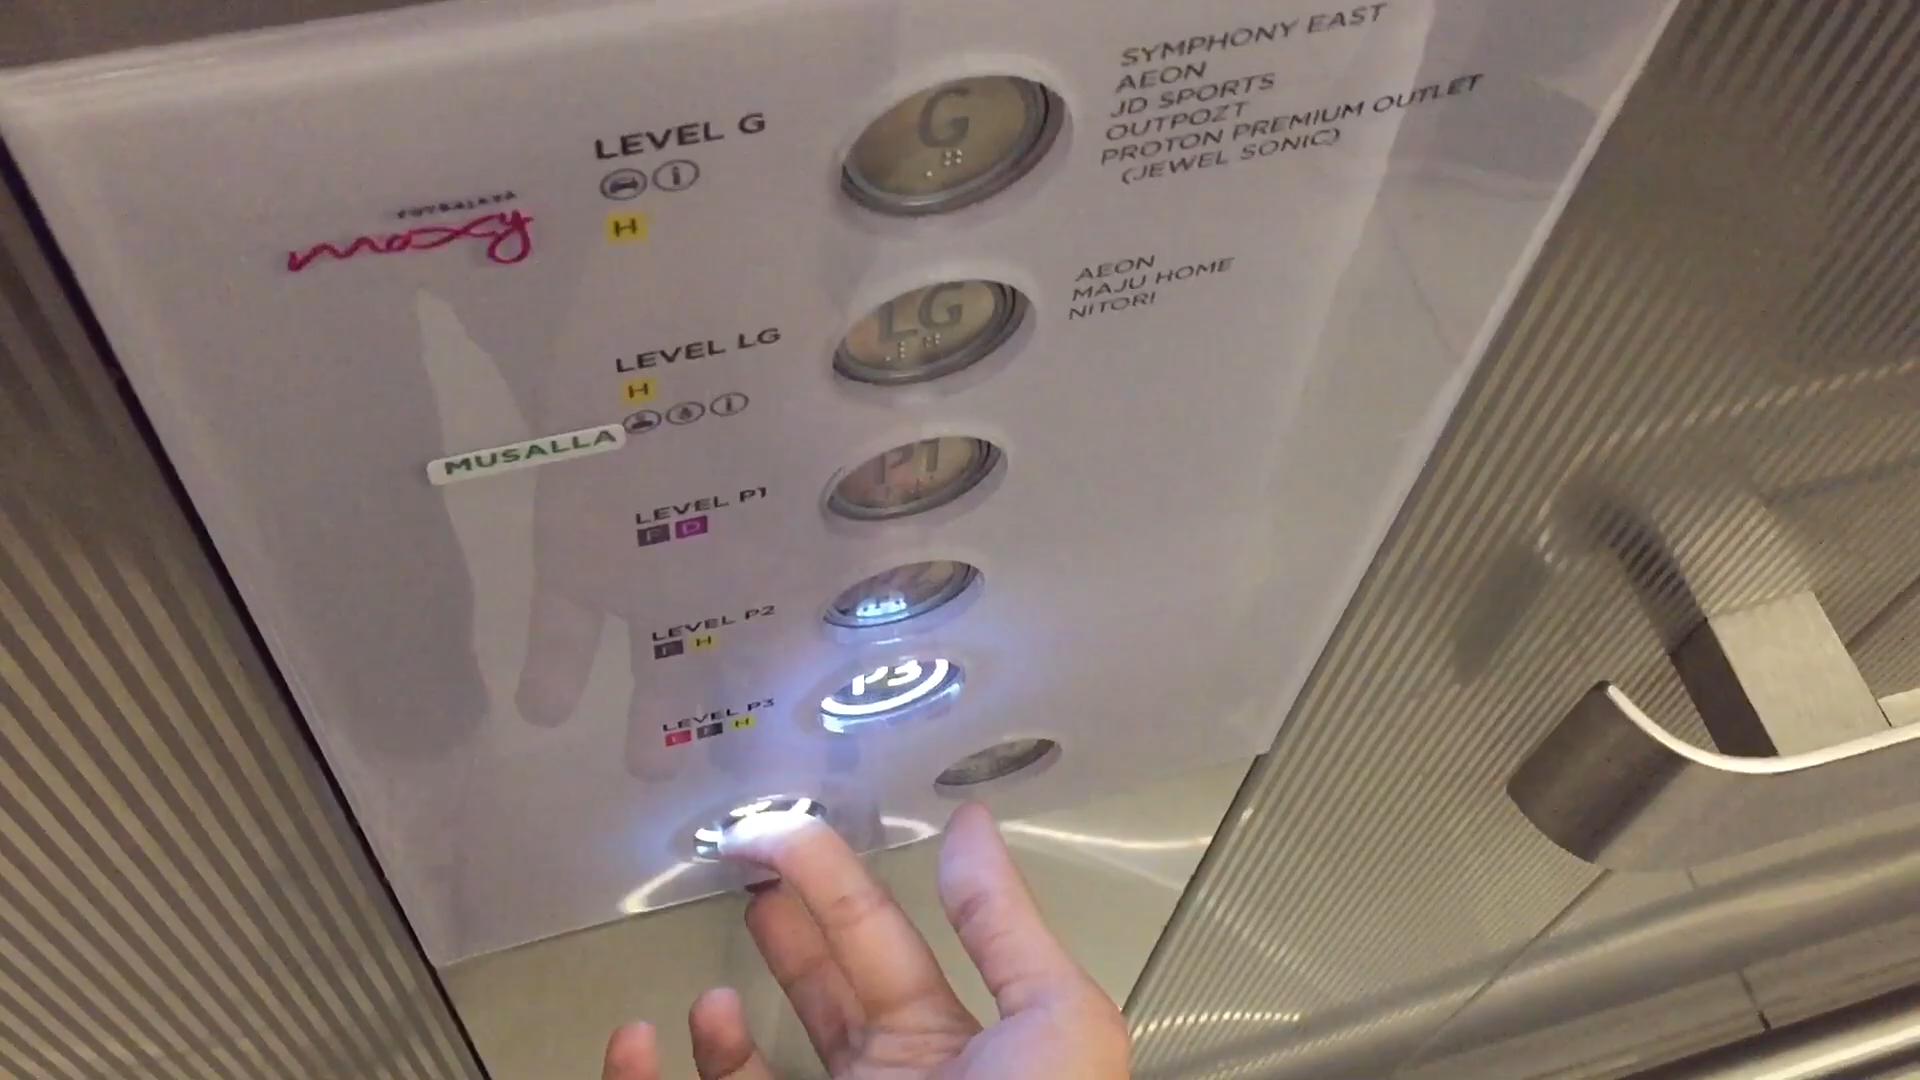 SYMPHONY EAST
AEON
JD SPORTS
OUTPOZT
PROTON PREMIUM OUTLET
(JEWEL SONIC)
LEVEL G
G
H
moxy
AEON
MAJU HOME
NITORI
LEVEL LG
LG
H
MUSALLA
LEVEL P1
P1
F D
LEVEL P2
H
LEVEL P3
P3
H